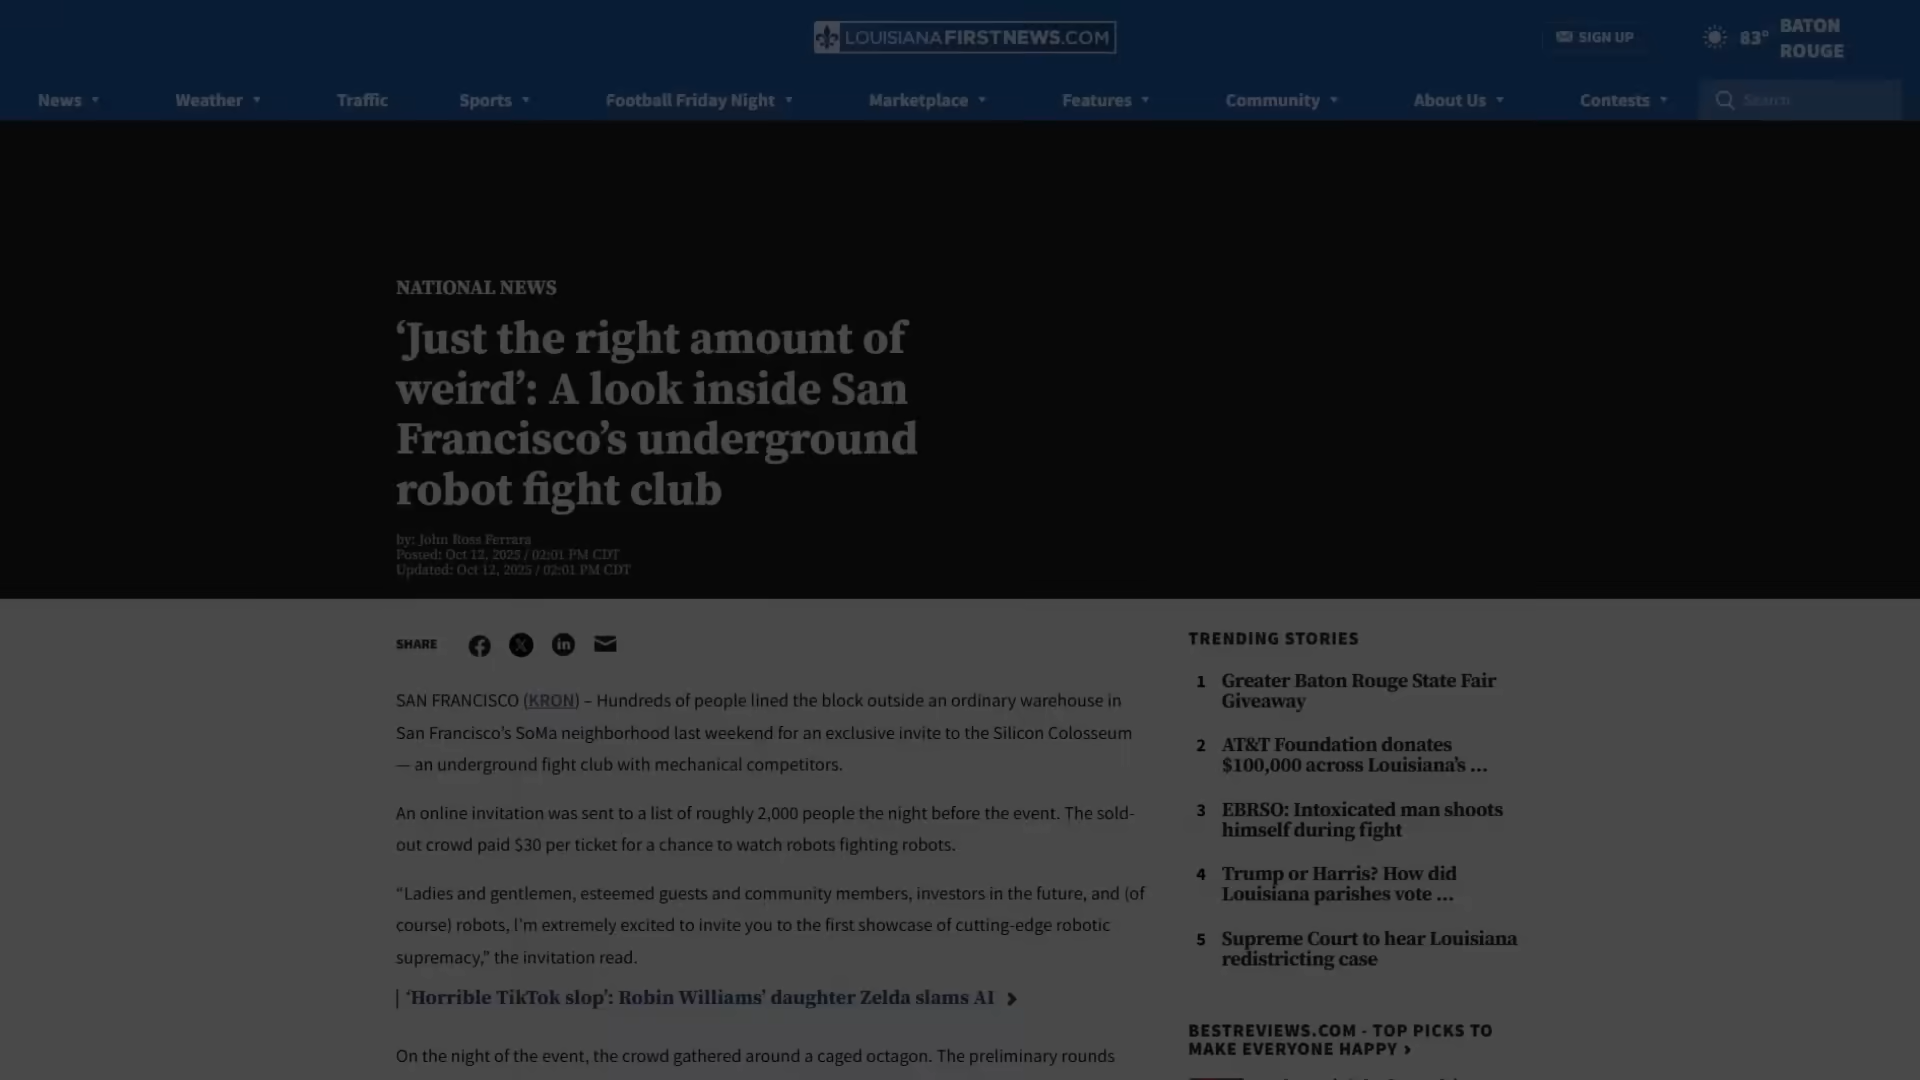 LOUISIANAFIRSTNEWS.COM
SIGN UP
83°
BATON
ROUGE
News
Weather
Traffic
Sports
Football Friday Night
Marketplace
Features
Community
About Us
Contests
Search
NATIONAL NEWS
‘Just the right amount of
weird’: A look inside San
Francisco’s underground
robot fight club
by: John Ross Ferrara
Posted: Oct 12, 2025 / 02:01 PM CDT
Updated: Oct 12, 2025 / 02:01 PM CDT
SHARE
SAN FRANCISCO (KRON) – Hundreds of people lined the block outside an ordinary warehouse in
San Francisco’s SoMa neighborhood last weekend for an exclusive invite to the Silicon Colosseum
— an underground fight club with mechanical competitors.
An online invitation was sent to a list of roughly 2,000 people the night before the event. The sold-
out crowd paid $30 per ticket for a chance to watch robots fighting robots.
“Ladies and gentlemen, esteemed guests and community members, investors in the future, and (of
course) robots, I’m extremely excited to invite you to the first showcase of cutting-edge robotic
supremacy,” the invitation read.
| ‘Horrible TikTok slop’: Robin Williams’ daughter Zelda slams AI
On the night of the event, the crowd gathered around a caged octagon. The preliminary rounds
TRENDING STORIES
1 Greater Baton Rouge State Fair
Giveaway
2 AT&T Foundation donates
$100,000 across Louisiana’s ...
3 EBRSO: Intoxicated man shoots
himself during fight
4 Trump or Harris? How did
Louisiana parishes vote ...
5 Supreme Court to hear Louisiana
redistricting case
BESTREVIEWS.COM - TOP PICKS TO
MAKE EVERYONE HAPPY ›